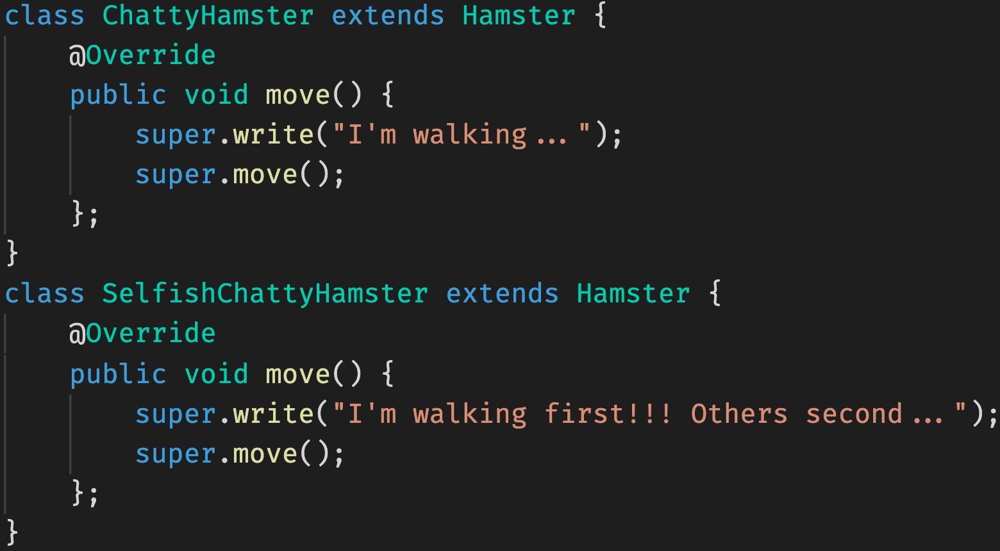 class ChattyHamster extends Hamster {
    @Override
    public void move() {
        super.write("I'm walking...");
        super.move();
    };
}
class SelfishChattyHamster extends Hamster {
    @Override
    public void move() {
        super.write("I'm walking first!!! Others second...");
        super.move();
    };
}